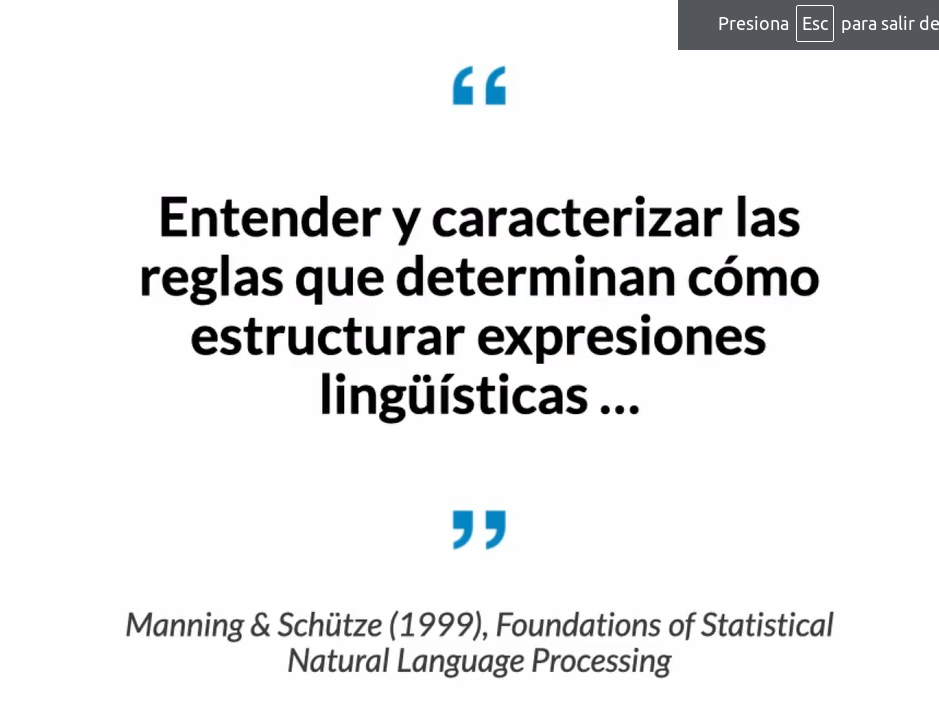 Presiona Esc para salir de
“
Entender y caracterizar las
reglas que determinan cómo
estructurar expresiones
lingüísticas ...
”
Manning & Schütze (1999), Foundations of Statistical
Natural Language Processing